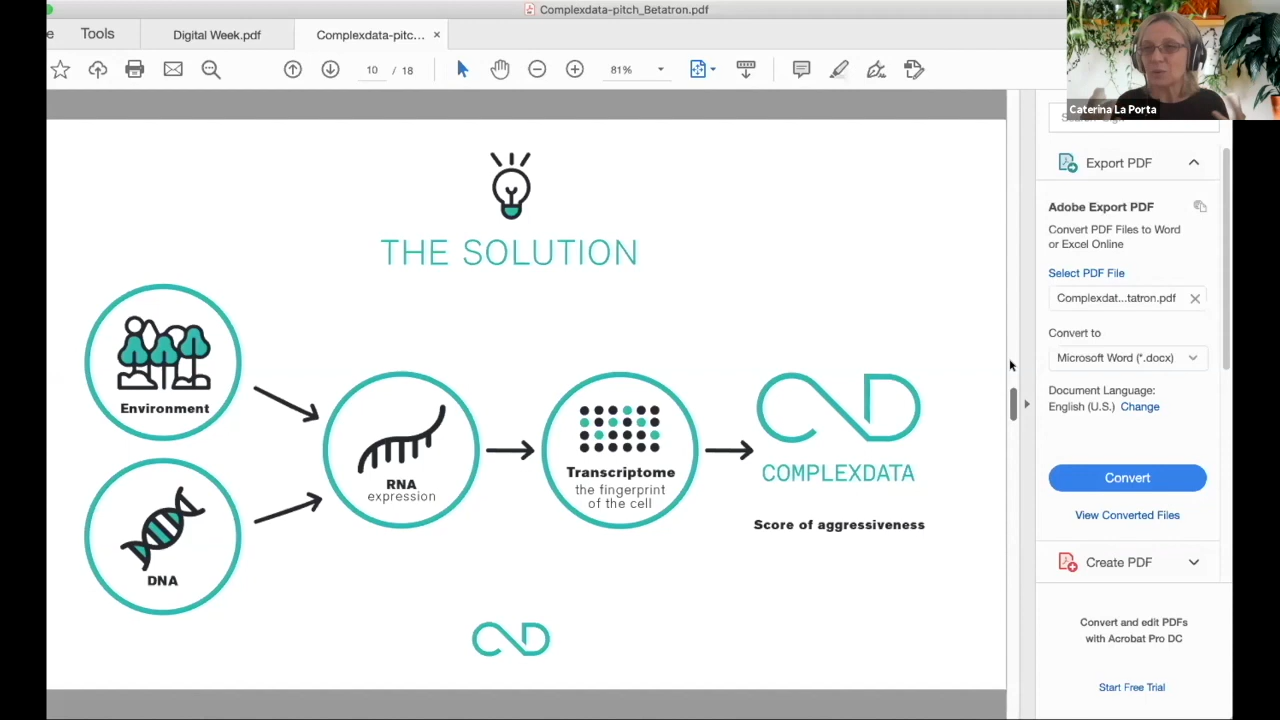 Complexdata-pitch_Betatron.pdf
e
Tools
Digital Week.pdf
Complexdata-pitc... ×
10 / 18
81%
Caterina La Porta
Export PDF
Adobe Export PDF
Convert PDF Files to Word
or Excel Online
Select PDF File
Complexdat...tatron.pdf
Convert to
Microsoft Word (*.docx)
Document Language:
English (U.S.) Change
Convert
View Converted Files
Create PDF
Convert and edit PDFs
with Acrobat Pro DC
Start Free Trial
THE SOLUTION
Environment
DNA
RNA
expression
Transcriptome
the fingerprint
of the cell
CD
COMPLEXDATA
Score of aggressiveness
CD